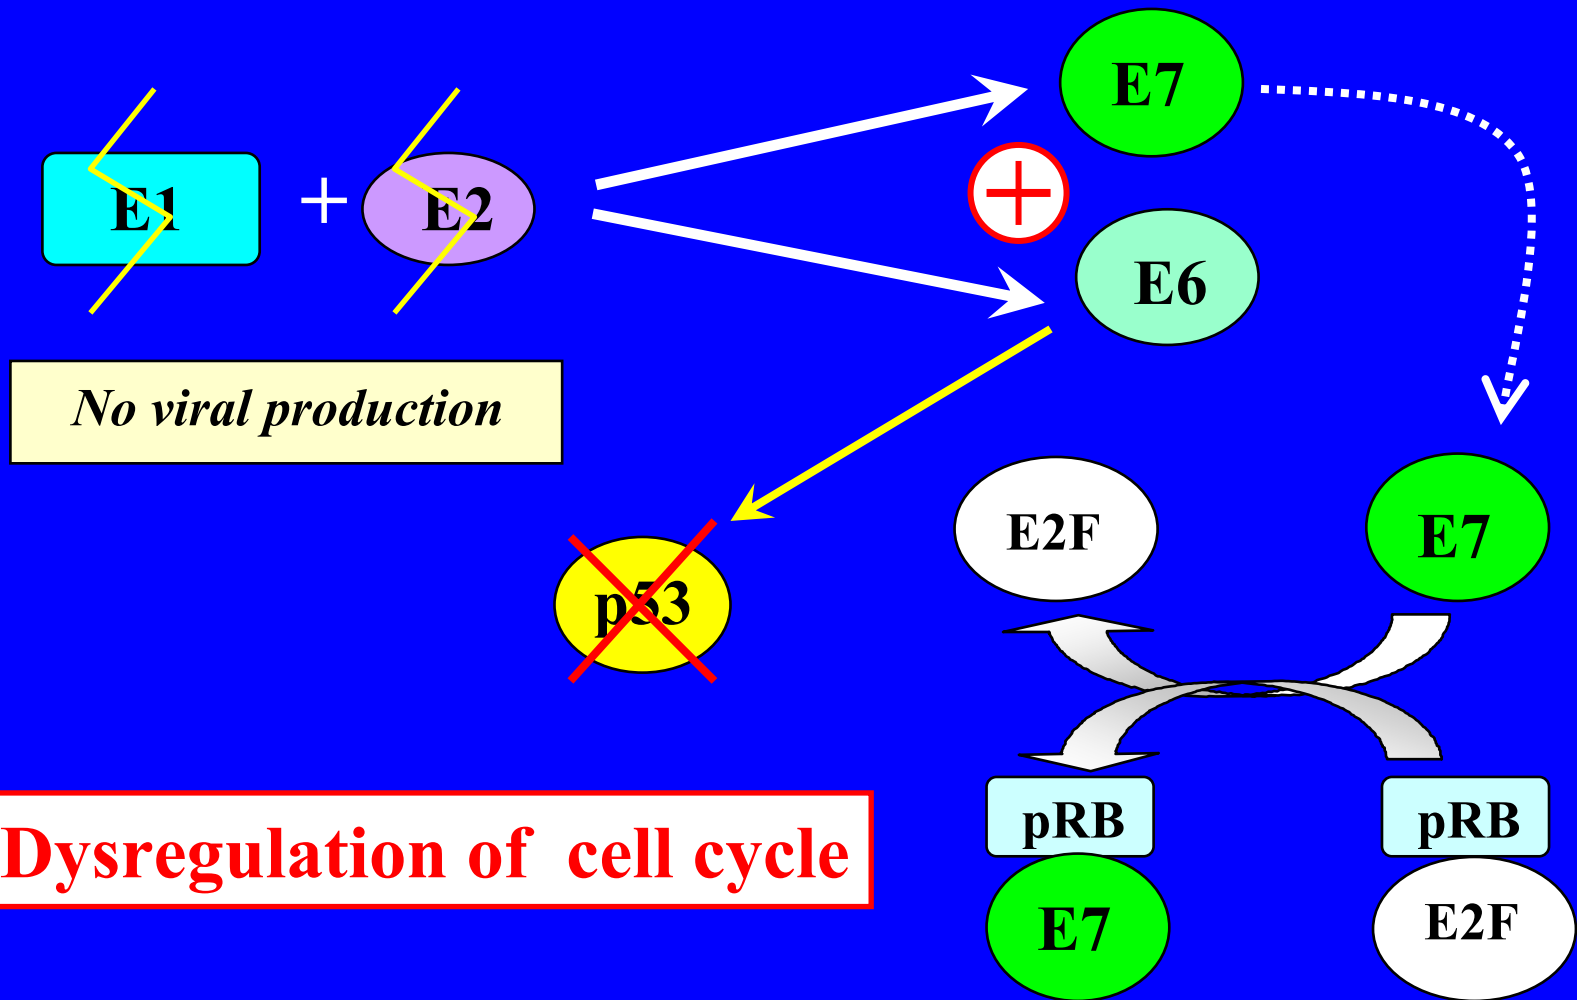 E7
E1 + E2
+
E6
No viral production
E2F
E7
p53
pRB
pRB
Dysregulation of cell cycle
E7
E2F